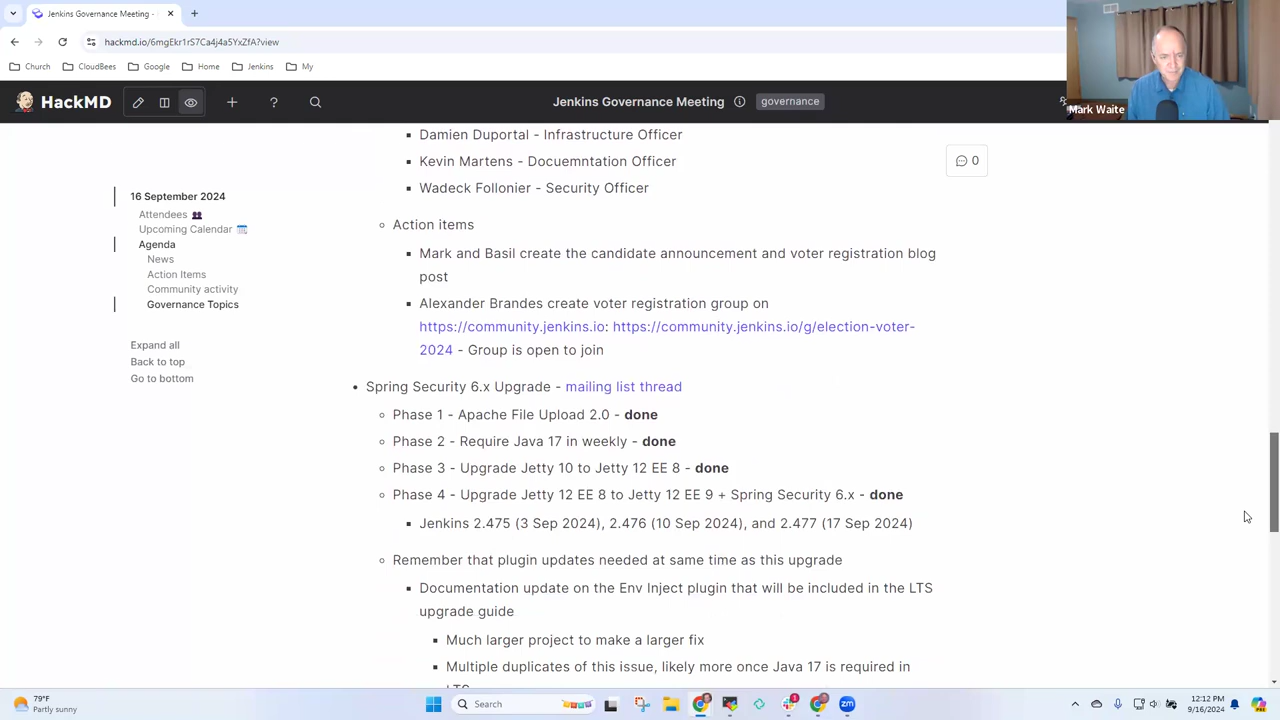 Jenkins Governance Meeting -
hackmd.io/6mgEkr1rS7Ca4j4a5YxZfA?view
Church
CloudBees
Google
Home
Jenkins
My
Mark Waite
HackMD
Jenkins Governance Meeting
governance
0
16 September 2024
Attendees
Upcoming Calendar
Agenda
News
Action Items
Community activity
Governance Topics
Expall all
Back to top
Go to bottom
Damien Duportal - Infrastructure Officer
Kevin Martens - Docuemntation Officer
Wadeck Follonier - Security Officer
Action items
Mark and Basil create the candidate announcement and voter registration blog
post
Alexander Brandes create voter registration group on
https://community.jenkins.io: https://community.jenkins.io/g/election-voter-
2024 - Group is open to join
Spring Security 6.x Upgrade - mailing list thread
Phase 1 - Apache File Upload 2.0 - done
Phase 2 - Require Java 17 in weekly - done
Phase 3 - Upgrade Jetty 10 to Jetty 12 EE 8 - done
Phase 4 - Upgrade Jetty 12 EE 8 to Jetty 12 EE 9 + Spring Security 6.x - done
Jenkins 2.475 (3 Sep 2024), 2.476 (10 Sep 2024), and 2.477 (17 Sep 2024)
Remember that plugin updates needed at same time as this upgrade
Documentation update on the Env Inject plugin that will be included in the LTS
upgrade guide
Much larger project to make a larger fix
Multiple duplicates of this issue, likely more once Java 17 is required in
LTS
79°F
Partly sunny
Search
12:12 PM
9/16/2024